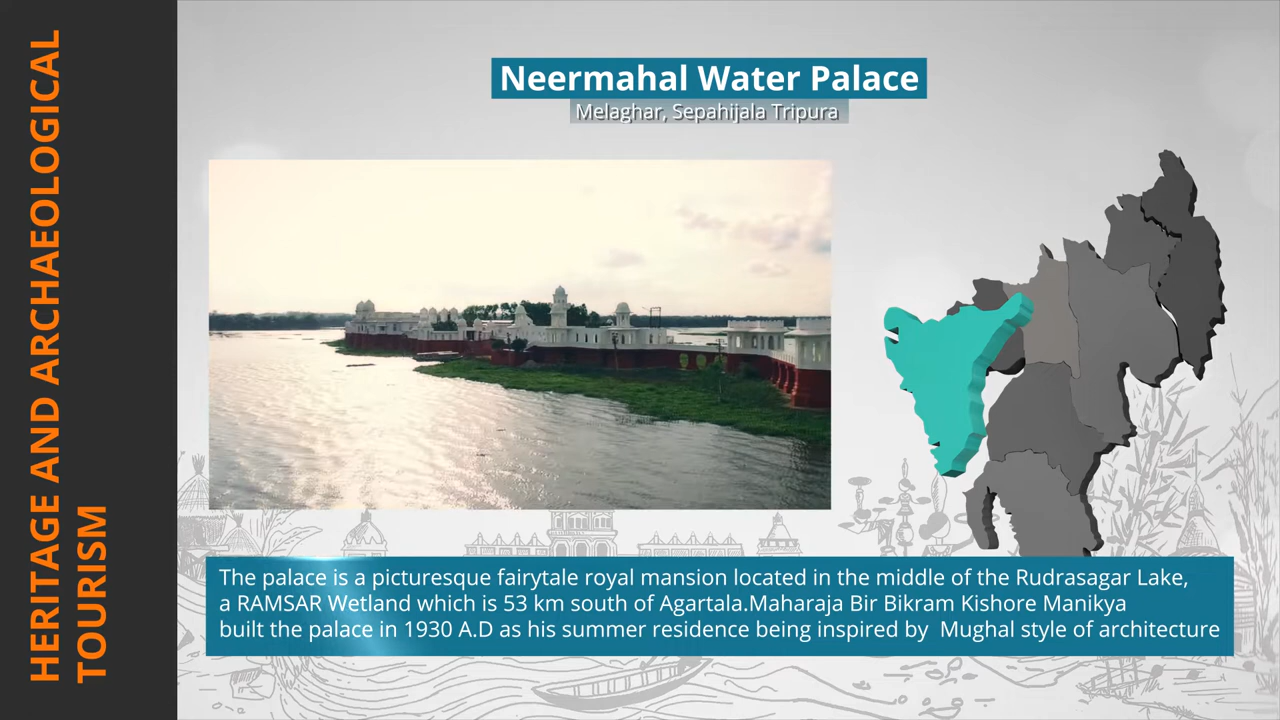 HERITAGE AND ARCHAEOLOGICAL
TOURISM
Neermahal Water Palace
Melaghar, Sepahijala Tripura
The palace is a picturesque fairytale royal mansion located in the middle of the Rudrasagar Lake,
a RAMSAR Wetland which is 53 km south of Agartala.Maharaja Bir Bikram Kishore Manikya
built the palace in 1930 A.D as his summer residence being inspired by  Mughal style of architecture